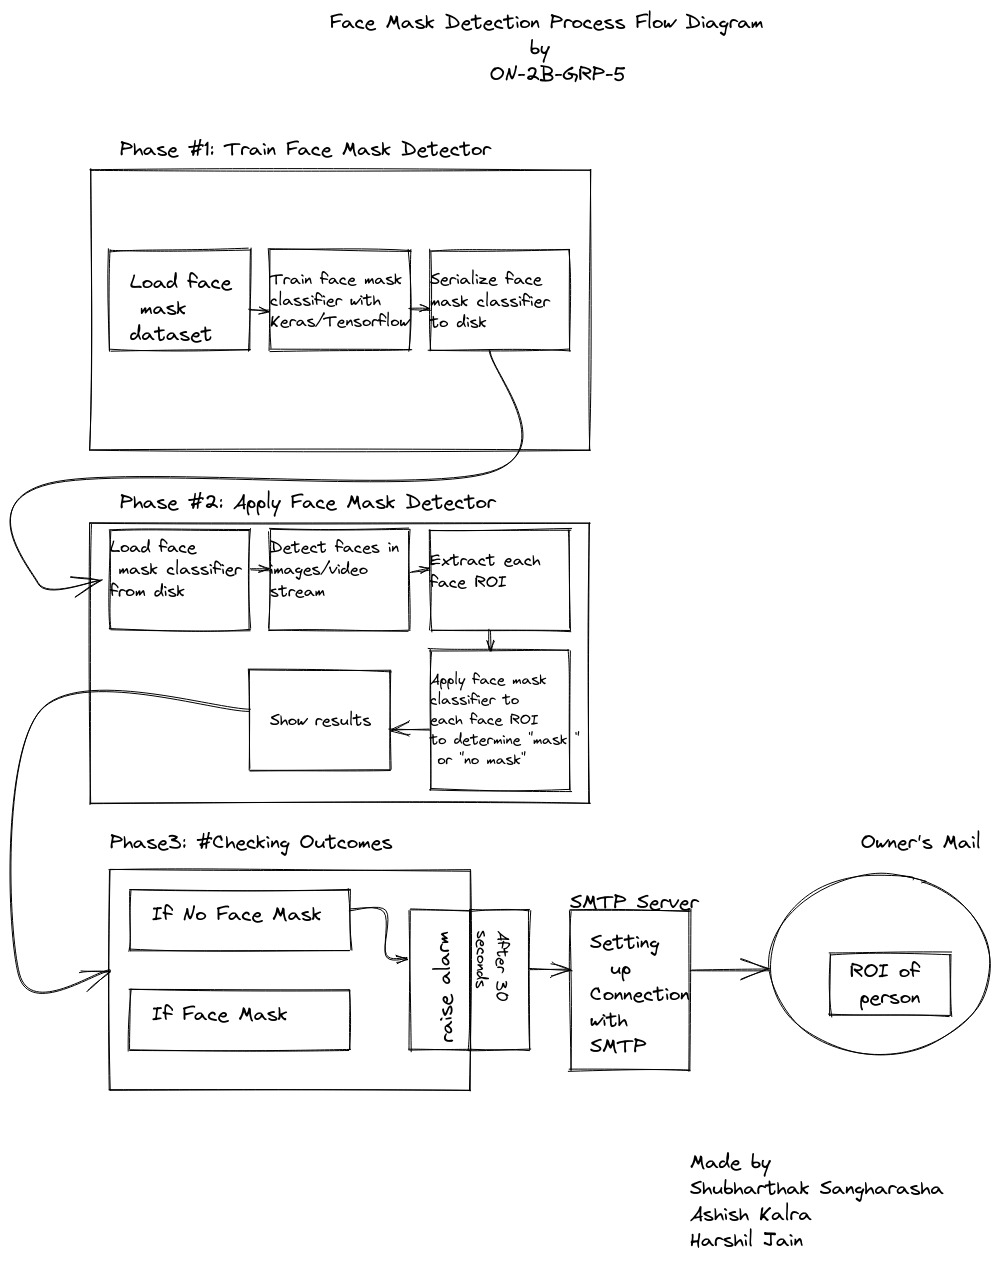 Face Mask Detection Process Flow Diagram
by
ON-2B-GRP-5
Phase #1: Train Face Mask Detector
Load face
mask
dataset
Train face mask
classifier with
Keras/Tensorflow
Serialize face
mask classifier
to disk
Phase #2: Apply Face Mask Detector
Load face
mask classifier
from disk
Detect faces in
images/video
stream
Extract each
face ROI
Apply face mask
classifier to
each face ROI
to determine "mask "
or "no mask"
Show results
Phase3: #Checking Outcomes
If No Face Mask
If Face Mask
raise alarm
After 30
seconds
SMTP Server
Setting
up
Connection
with
SMTP
Owner's Mail
ROI of
person
Made by
Shubharthak Sangharasha
Ashish Kalra
Harshil Jain